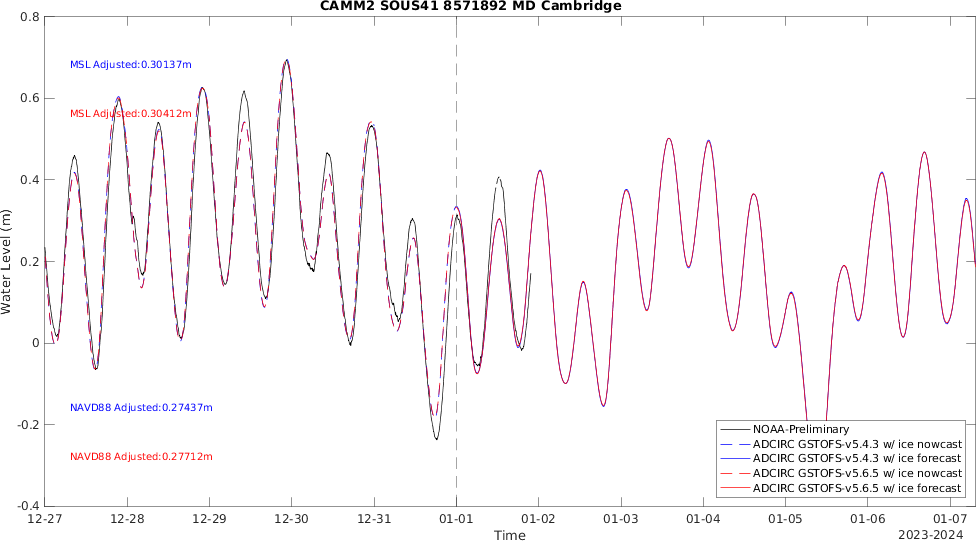 CAMM2 SOUS41 8571892 MD Cambridge
0.8
0.6
0.4
0.2
0
-0.2
-0.4
Water Level (m)
MSL Adjusted:0.30137m
MSL Adjusted:0.30412m
NAVD88 Adjusted:0.27437m
NAVD88 Adjusted:0.27712m
NOAA-Preliminary
ADCIRC GSTOFS-v5.4.3 w/ ice nowcast
ADCIRC GSTOFS-v5.4.3 w/ ice forecast
ADCIRC GSTOFS-v5.6.5 w/ ice nowcast
ADCIRC GSTOFS-v5.6.5 w/ ice forecast
12-27 12-28 12-29 12-30 12-31 01-01 01-02 01-03 01-04 01-05 01-06 01-07
Time
2023-2024